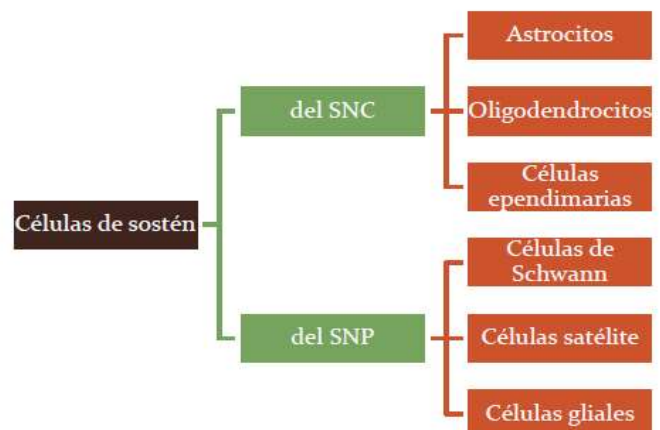 Células de sostén
del SNC
Astrocitos
Oligodendrocitos
Células
ependimarias
del SNP
Células de
Schwann
Células satélite
Células gliales